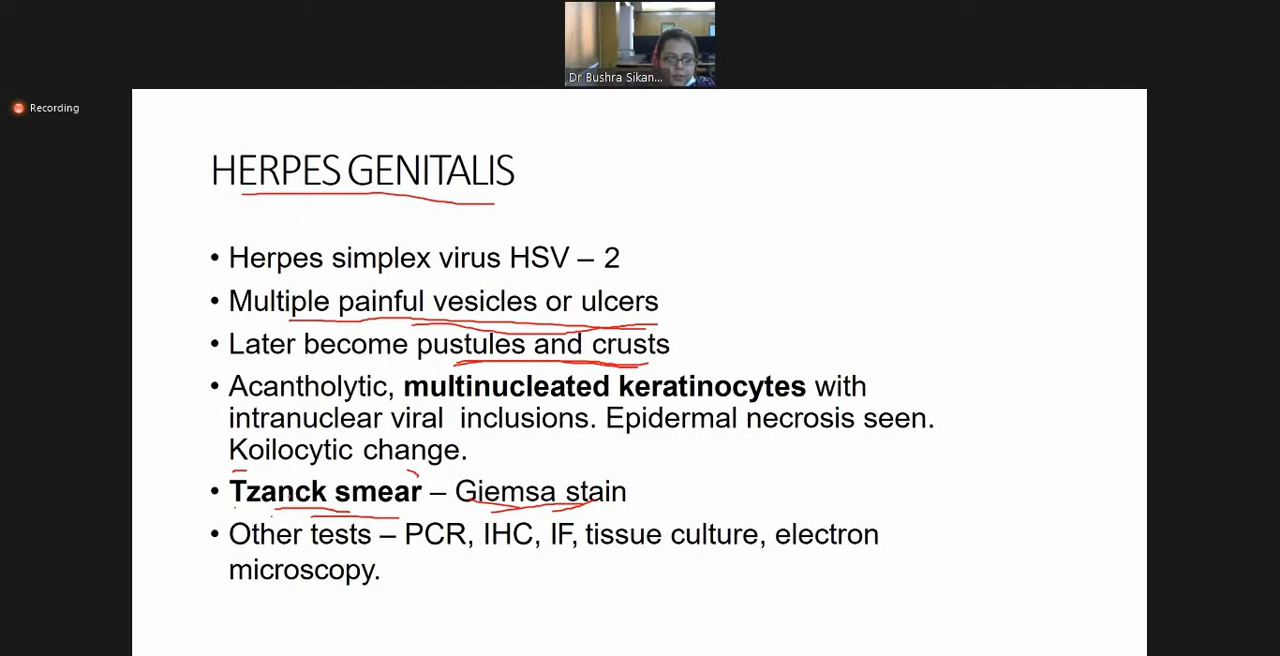 Dr Bushra Sikan...
Recording
HERPES GENITALIS
• Herpes simplex virus HSV – 2
• Multiple painful vesicles or ulcers
• Later become pustules and crusts
• Acantholytic, multinucleated keratinocytes with
intranuclear viral inclusions. Epidermal necrosis seen.
Koilocytic change.
• Tzanck smear – Giemsa stain
• Other tests – PCR, IHC, IF, tissue culture, electron
microscopy.